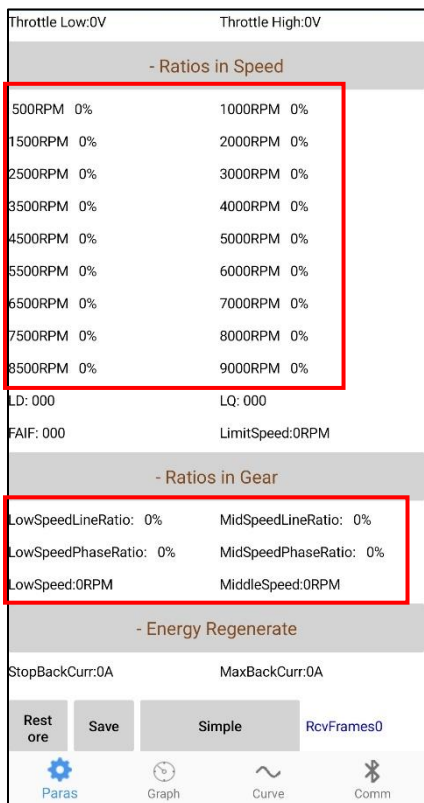 Throttle Low:0V Throttle High:0V
- Ratios in Speed
500RPM 0% 1000RPM 0%
1500RPM 0% 2000RPM 0%
2500RPM 0% 3000RPM 0%
3500RPM 0% 4000RPM 0%
4500RPM 0% 5000RPM 0%
5500RPM 0% 6000RPM 0%
6500RPM 0% 7000RPM 0%
7500RPM 0% 8000RPM 0%
8500RPM 0% 9000RPM 0%
LD: 000 LQ: 000
FAIF: 000 LimitSpeed:0RPM
- Ratios in Gear
LowSpeedLineRatio: 0% MidSpeedLineRatio: 0%
LowSpeedPhaseRatio: 0% MidSpeedPhaseRatio: 0%
LowSpeed:0RPM MiddleSpeed:0RPM
- Energy Regenerate
StopBackCurr:0A MaxBackCurr:0A
Rest
ore Save Simple RcvFrames0
Paras Graph Curve Comm